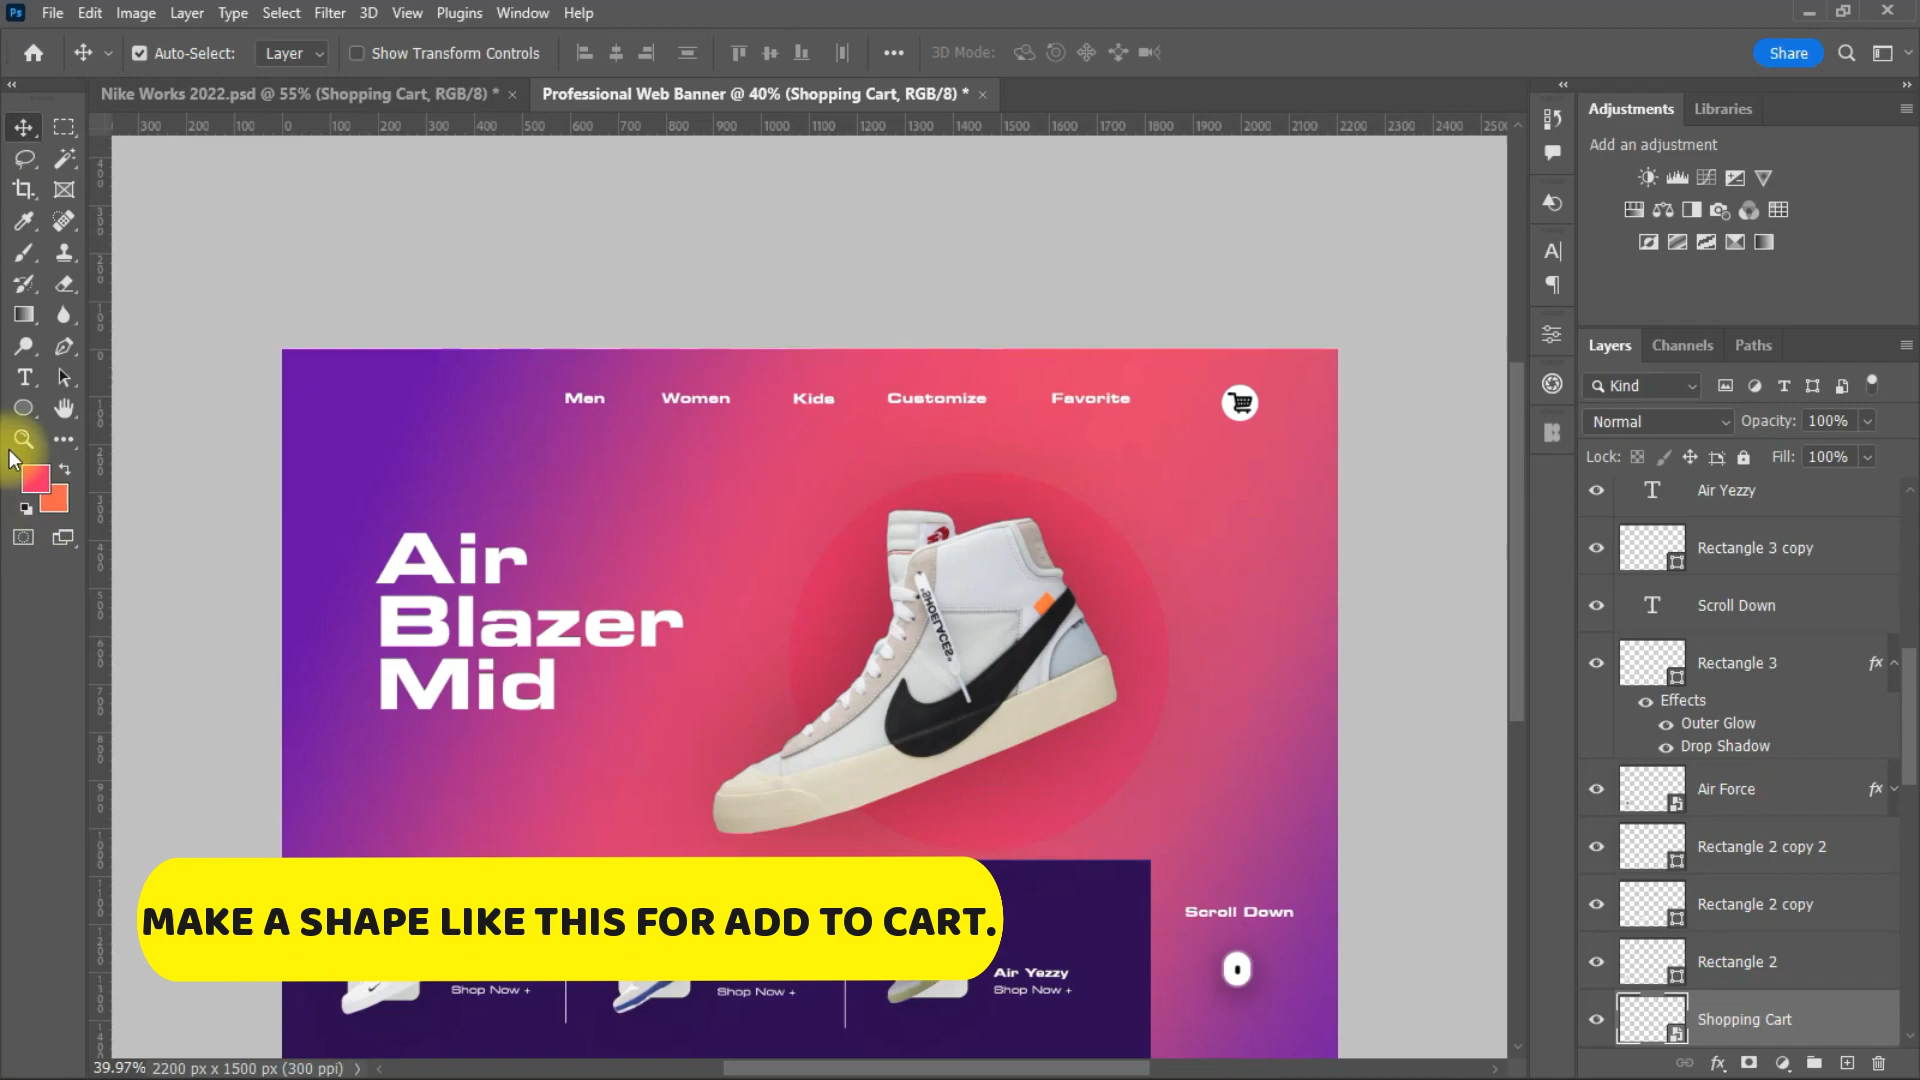 File Edit Image Layer Type Select Filter 3D View Plugins Window Help
Auto-Select: Layer Show Transform Controls 3D Mode: Share
Nike Works 2022.psd @ 55% (Shopping Cart, RGB/8) * × Professional Web Banner @ 40% (Shopping Cart, RGB/8) * ×
300 200 100 0 100 200 300 400 500 600 700 800 900 1000 1100 1200 1300 1400 1500 1600 1700 1800 1900 2000 2100 2200 2300 2400 2500
Men Women Kids Customize Favorite
Air
Blazer
Mid
"SHOELACES"
MAKE A SHAPE LIKE THIS FOR ADD TO CART.
Shop Now +
Shop Now +
Air Yezzy
Shop Now +
Scroll Down
39.97% 2200 px x 1500 px (300 ppi)
Adjustments Libraries
Add an adjustment
Layers Channels Paths
Kind
Normal Opacity: 100%
Lock: Fill: 100%
Air Yezzy
Rectangle 3 copy
Scroll Down
Rectangle 3 fx
Effects
Outer Glow
Drop Shadow
Air Force fx
Rectangle 2 copy 2
Rectangle 2 copy
Rectangle 2
Shopping Cart